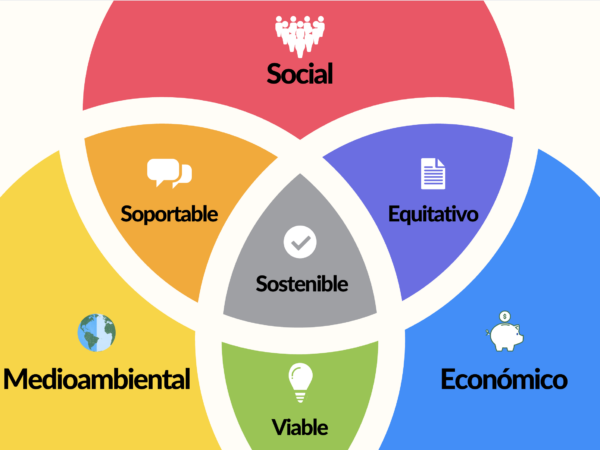 $
Social
Soportable
Equitativo
Sostenible
Medioambiental
Económico
Viable